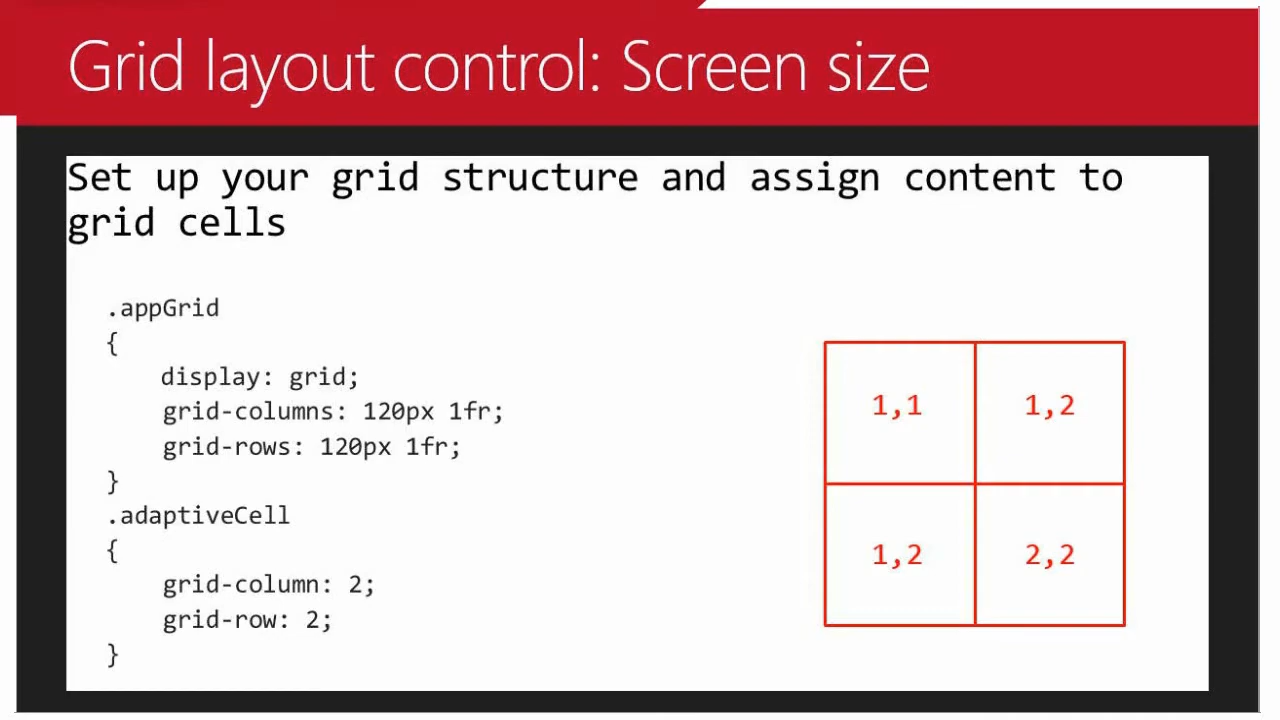 Grid layout control: Screen size
Set up your grid structure and assign content to
grid cells
.appGrid
{
display: grid;
grid-columns: 120px 1fr;
grid-rows: 120px 1fr;
}
.adaptiveCell
{
grid-column: 2;
grid-row: 2;
}
1,1 1,2
1,2 2,2